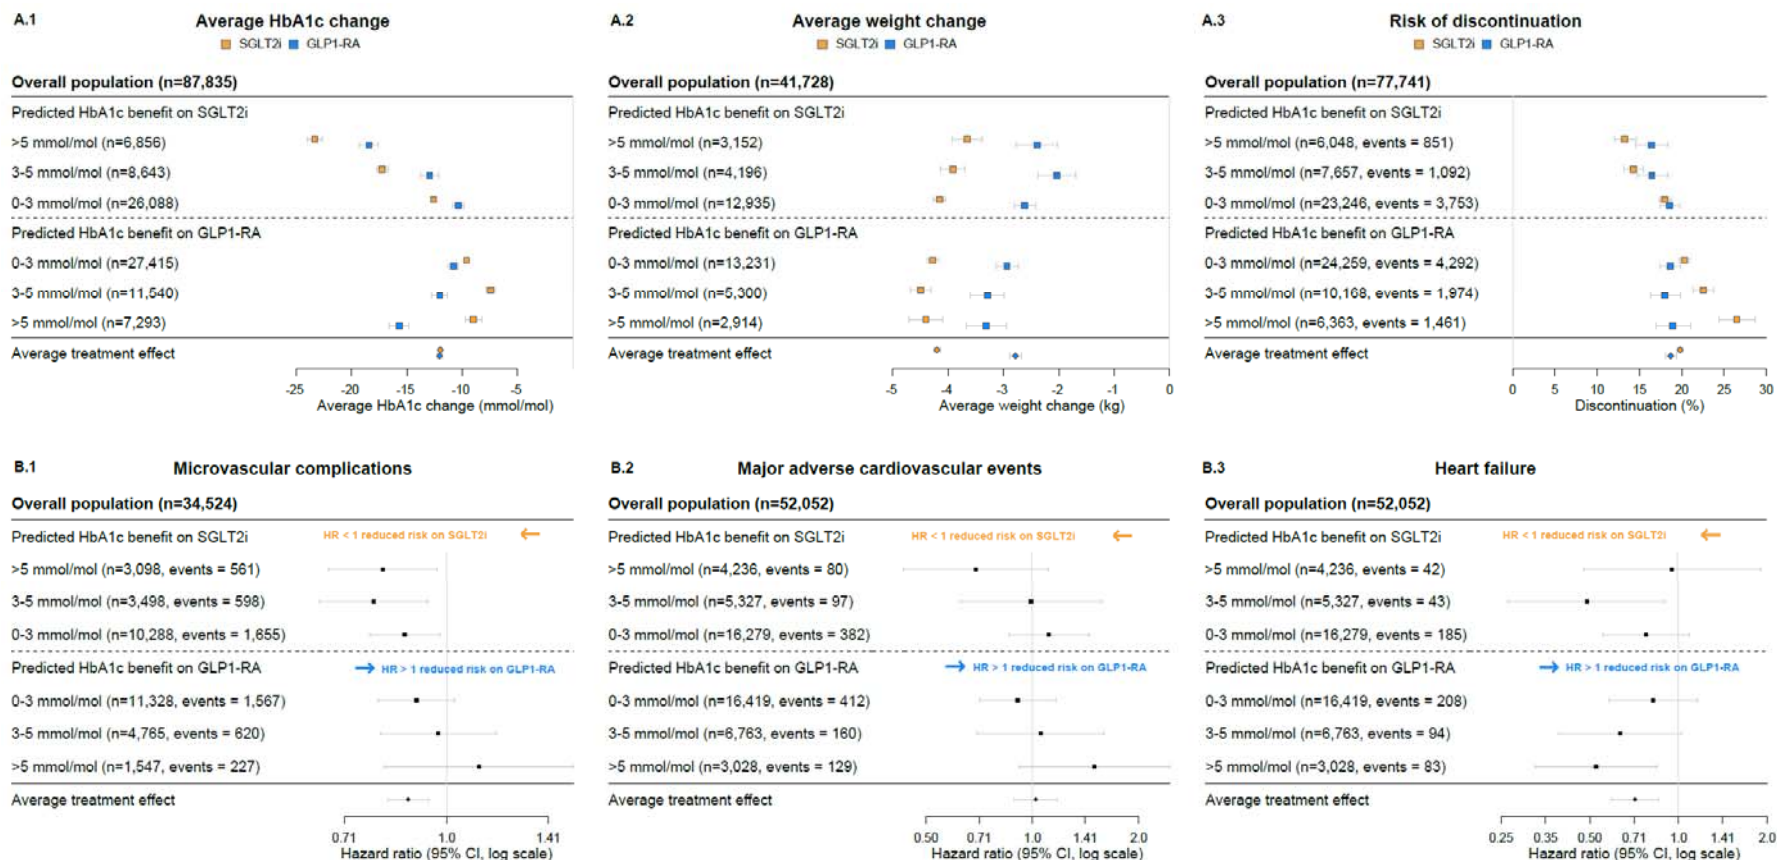 A.1 Average HbA1c change
SGLT2i GLP1-RA
Overall population (n=87,835)
Predicted HbA1c benefit on SGLT2i
>5 mmol/mol (n=6,856)
3-5 mmol/mol (n=8,643)
0-3 mmol/mol (n=26,088)
Predicted HbA1c benefit on GLP1-RA
0-3 mmol/mol (n=27,415)
3-5 mmol/mol (n=11,540)
>5 mmol/mol (n=7,293)
Average treatment effect
-25 -20 -15 -10 -5
Average HbA1c change (mmol/mol)
A.2 Average weight change
SGLT2i GLP1-RA
Overall population (n=41,728)
Predicted HbA1c benefit on SGLT2i
>5 mmol/mol (n=3,152)
3-5 mmol/mol (n=4,196)
0-3 mmol/mol (n=12,935)
Predicted HbA1c benefit on GLP1-RA
0-3 mmol/mol (n=13,231)
3-5 mmol/mol (n=5,300)
>5 mmol/mol (n=2,914)
Average treatment effect
-5 -4 -3 -2 -1 0
Average weight change (kg)
A.3 Risk of discontinuation
SGLT2i GLP1-RA
Overall population (n=77,741)
Predicted HbA1c benefit on SGLT2i
>5 mmol/mol (n=6,048, events = 851)
3-5 mmol/mol (n=7,657, events = 1,092)
0-3 mmol/mol (n=23,246, events = 3,753)
Predicted HbA1c benefit on GLP1-RA
0-3 mmol/mol (n=24,259, events = 4,292)
3-5 mmol/mol (n=10,168, events = 1,974)
>5 mmol/mol (n=6,363, events = 1,461)
Average treatment effect
0 5 10 15 20 25 30
Discontinuation (%)
B.1 Microvascular complications
Overall population (n=34,524)
Predicted HbA1c benefit on SGLT2i
HR < 1 reduced risk on SGLT2i ←
>5 mmol/mol (n=3,098, events = 561)
3-5 mmol/mol (n=3,498, events = 598)
0-3 mmol/mol (n=10,288, events = 1,655)
Predicted HbA1c benefit on GLP1-RA
→ HR > 1 reduced risk on GLP1-RA
0-3 mmol/mol (n=11,328, events = 1,567)
3-5 mmol/mol (n=4,765, events = 620)
>5 mmol/mol (n=1,547, events = 227)
Average treatment effect
0.71 1.0 1.41
Hazard ratio (95% CI, log scale)
B.2 Major adverse cardiovascular events
Overall population (n=52,052)
Predicted HbA1c benefit on SGLT2i
HR < 1 reduced risk on SGLT2i ←
>5 mmol/mol (n=4,236, events = 80)
3-5 mmol/mol (n=5,327, events = 97)
0-3 mmol/mol (n=16,279, events = 382)
Predicted HbA1c benefit on GLP1-RA
→ HR > 1 reduced risk on GLP1-RA
0-3 mmol/mol (n=16,419, events = 412)
3-5 mmol/mol (n=6,763, events = 160)
>5 mmol/mol (n=3,028, events = 129)
Average treatment effect
0.50 0.71 1.0 1.41 2.0
Hazard ratio (95% CI, log scale)
B.3 Heart failure
Overall population (n=52,052)
Predicted HbA1c benefit on SGLT2i
HR < 1 reduced risk on SGLT2i ←
>5 mmol/mol (n=4,236, events = 42)
3-5 mmol/mol (n=5,327, events = 43)
0-3 mmol/mol (n=16,279, events = 185)
Predicted HbA1c benefit on GLP1-RA
→ HR > 1 reduced risk on GLP1-RA
0-3 mmol/mol (n=16,419, events = 208)
3-5 mmol/mol (n=6,763, events = 94)
>5 mmol/mol (n=3,028, events = 83)
Average treatment effect
0.25 0.35 0.50 0.71 1.0 1.41 2.0
Hazard ratio (95% CI, log scale)